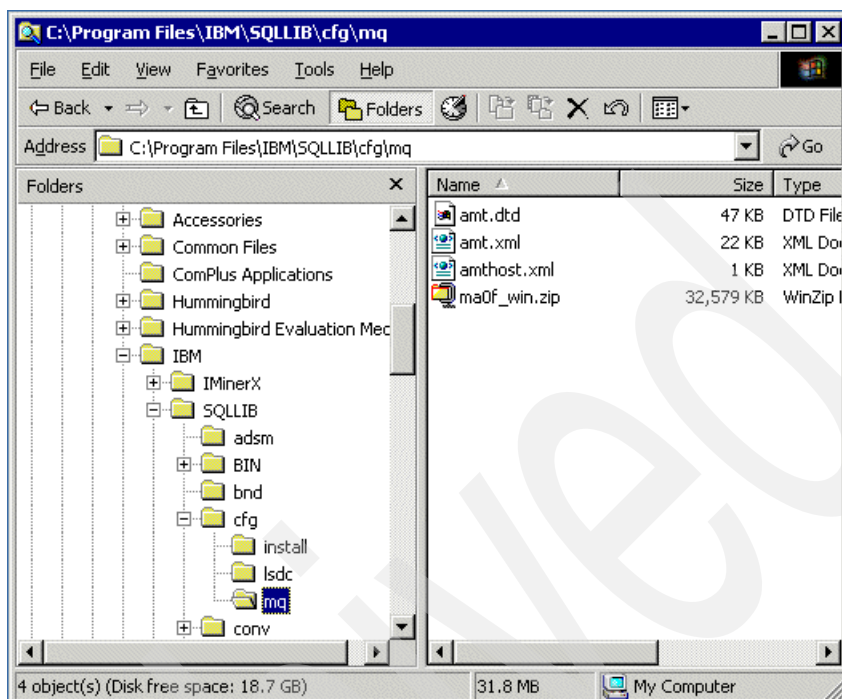 C:\Program Files\IBM\SQLLIB\cfg\mq
File Edit View Favorites Tools Help
Back Search Folders
Address C:\Program Files\IBM\SQLLIB\cfg\mq Go
Folders
Accessories
Common Files
ComPlus Applications
Hummingbird
Hummingbird Evaluation Mec
IBM
IMinerX
SQLLIB
adsm
BIN
bnd
cfg
install
lsdc
mq
conv
Name Size Type
amt.dtd 47 KB DTD File
amt.xml 22 KB XML Do
amthost.xml 1 KB XML Do
ma0f_win.zip 32,579 KB WinZip
4 object(s) (Disk free space: 18.7 GB) 31.8 MB My Computer